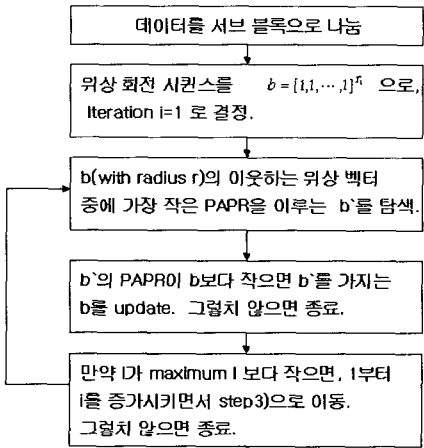 데이터를 서브 블록으로 나눔
위상 회전 시퀀스를 b = [1,1,⋯,1]^T 으로,
Iteration i=1 로 결정.
b(with radius r)의 이웃하는 위상 벡터
중에 가장 작은 PAPR을 이루는 b`를 탐색.
b`의 PAPR이 b보다 작으면 b`를 가지는
b를 update. 그렇치 않으면 종료.
만약 I가 maximum I 보다 작으면, 1부터
i를 증가시키면서 step3)으로 이동.
그렇치 않으면 종료.